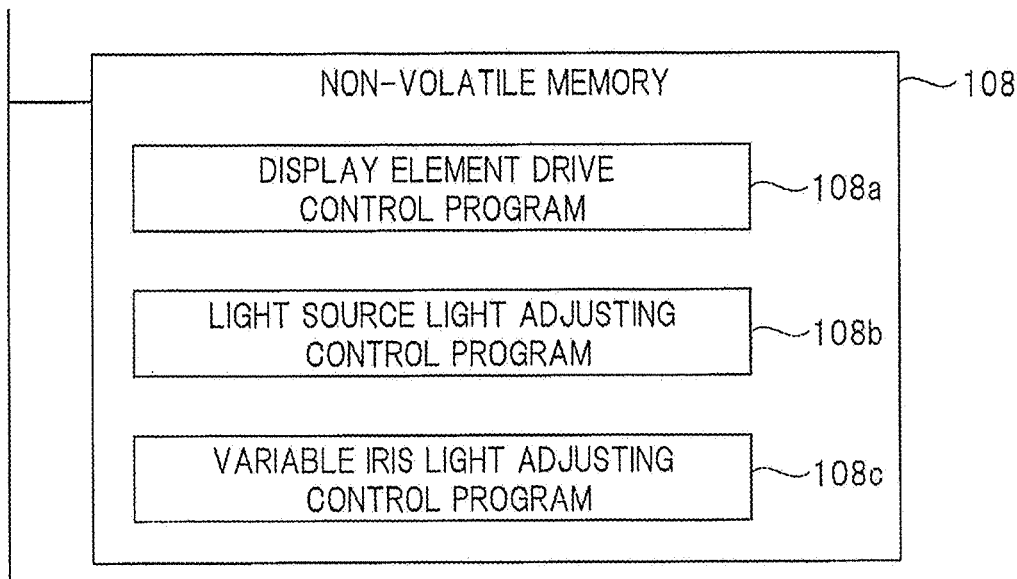 NON-VOLATILE MEMORY
108
DISPLAY ELEMENT DRIVE
CONTROL PROGRAM
108a
LIGHT SOURCE LIGHT ADJUSTING
CONTROL PROGRAM
108b
VARIABLE IRIS LIGHT ADJUSTING
CONTROL PROGRAM
108c